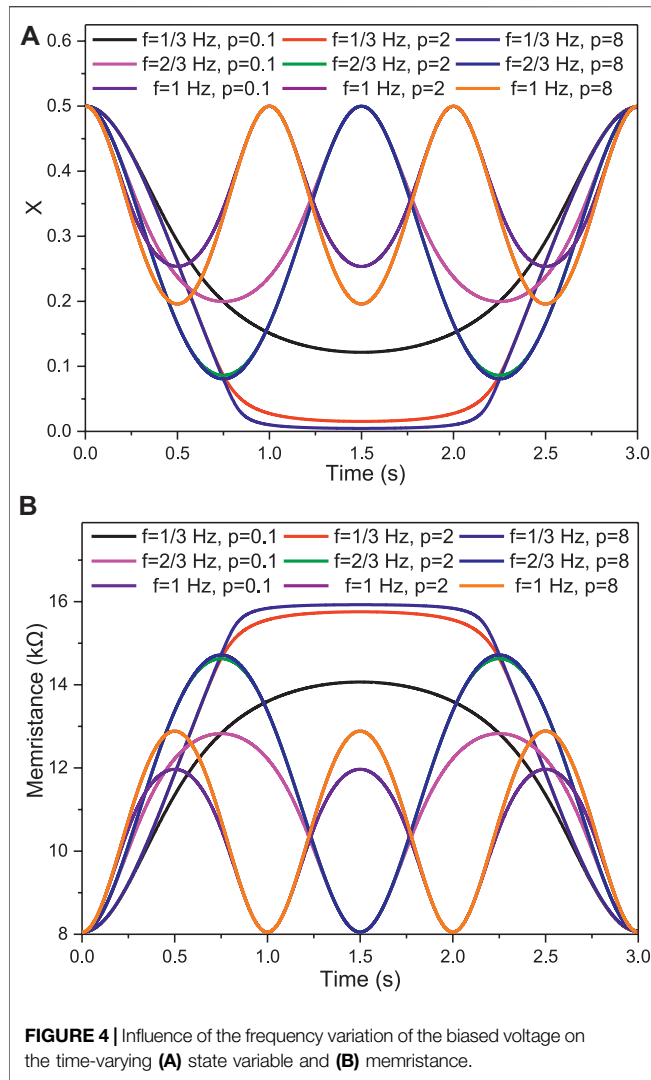 A
0.6
0.5
0.4
0.3
0.2
0.1
0.0
X
f=1/3 Hz, p=0.1 f=1/3 Hz, p=2 f=1/3 Hz, p=8
f=2/3 Hz, p=0.1 f=2/3 Hz, p=2 f=2/3 Hz, p=8
f=1 Hz, p=0.1 f=1 Hz, p=2 f=1 Hz, p=8
0.0 0.5 1.0 1.5 2.0 2.5 3.0
Time (s)
B
16
14
12
10
8
Memristance (kΩ)
f=1/3 Hz, p=0.1 f=1/3 Hz, p=2 f=1/3 Hz, p=8
f=2/3 Hz, p=0.1 f=2/3 Hz, p=2 f=2/3 Hz, p=8
f=1 Hz, p=0.1 f=1 Hz, p=2 f=1 Hz, p=8
0.0 0.5 1.0 1.5 2.0 2.5 3.0
Time (s)
FIGURE 4 | Influence of the frequency variation of the biased voltage on
the time-varying (A) state variable and (B) memristance.